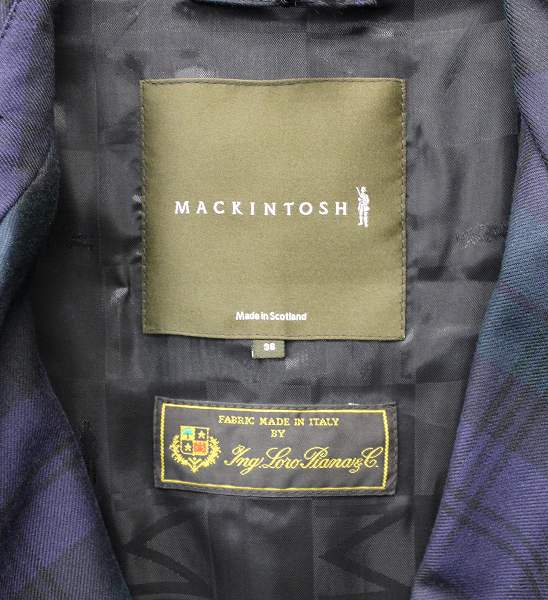 MACKINTOSH
Made in Scotland
36
FABRIC MADE IN ITALY
BY
Ing. Loro Piana & C.